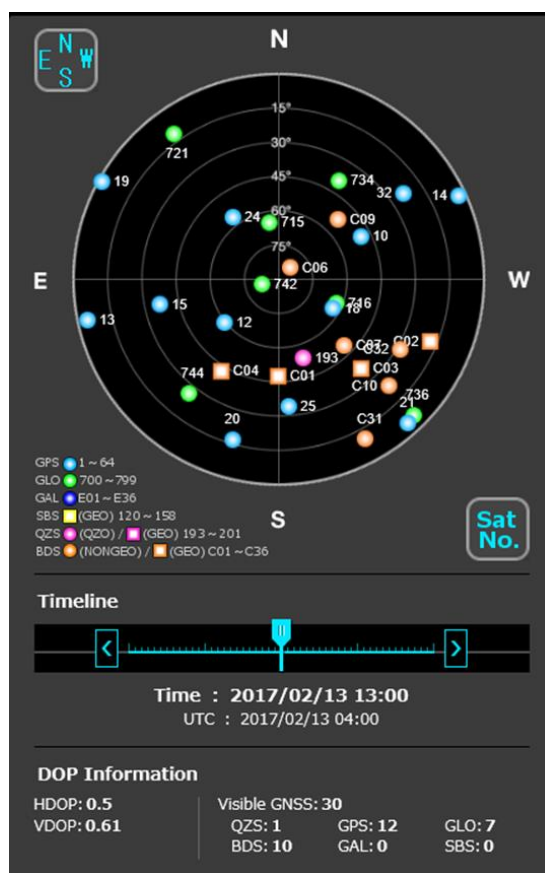 N
E W
S
N
15°
30°
721
45°
734
19
32
14
60°
24
715
C09
10
75°
C06
E
W
742
15
716
18
13
12
C07
C32
C02
193
744
C04
C01
C03
C10
25
736
21
20
C31
GPS 1～64
GLO 700～799
GAL E01～E36
SBS (GEO) 120～158
QZS (QZO) / (GEO) 193～201
BDS (NONGEO) / (GEO) C01～C36
S
Sat
No.
Timeline
Time : 2017/02/13 13:00
UTC : 2017/02/13 04:00
DOP Information
HDOP: 0.5
VDOP: 0.61
Visible GNSS: 30
QZS: 1 GPS: 12 GLO: 7
BDS: 10 GAL: 0 SBS: 0